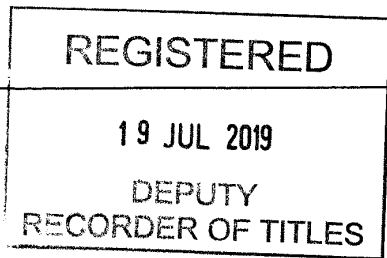 REGISTERED
19 JUL 2019
DEPUTY
RECORDER OF TITLES